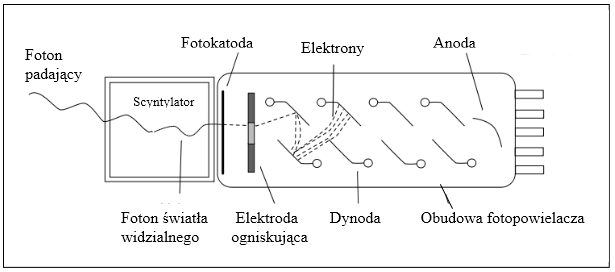 Foton
padający
Fotokatoda
Elektrony
Anoda
Scyntylator
Foton światła
widzialnego
Elektroda
ogniskująca
Dynoda
Obudowa fotopowielacza